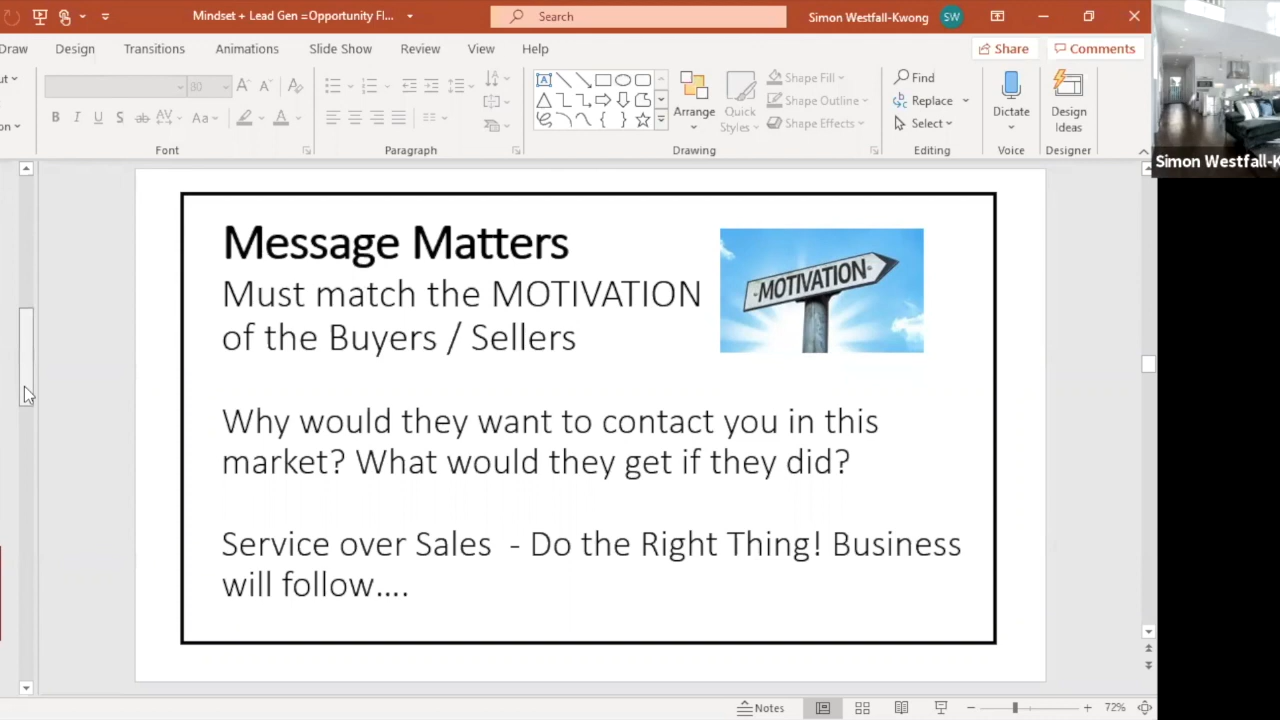 Mindset + Lead Gen =Opportunity Fl...
Search
Simon Westfall-Kwong
SW
Draw
Design
Transitions
Animations
Slide Show
Review
View
Help
Share
Comments
80
Shape Fill
Find
Shape Outline
Replace
Arrange
Quick
Styles
Shape Effects
Select
Dictate
Design
Ideas
Font
Paragraph
Drawing
Editing
Voice
Designer
Simon Westfall-K
Message Matters
Must match the MOTIVATION
of the Buyers / Sellers
-MOTIVATION-
Why would they want to contact you in this
market? What would they get if they did?
Service over Sales - Do the Right Thing! Business
will follow....
Notes
72%